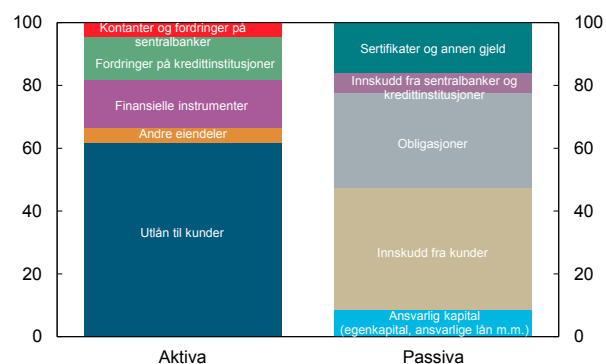 100
80
60
40
20
0
Kontanter og fordringer på
sentralbanker
Fordringer på kredittinstitusjoner
Finansielle instrumenter
Andre eiendeler
Utlån til kunder
Aktiva
Sertifikater og annen gjeld
Innskudd fra sentralbanker og
kredittinstitusjoner
Obligasjoner
Innskudd fra kunder
Ansvarlig kapital
(egenkapital, ansvarlige lån m.m.)
Passiva
100
80
60
40
20
0